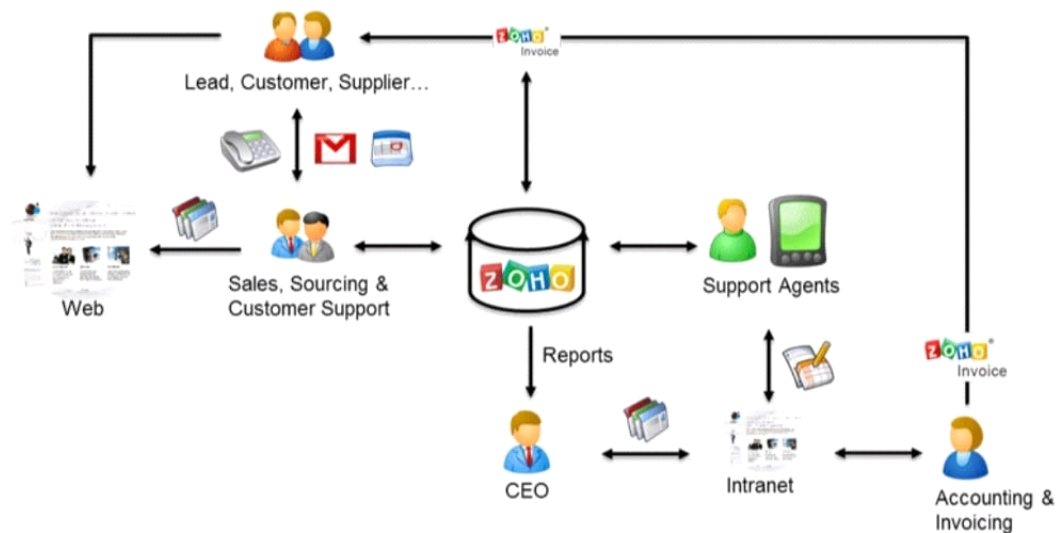 ZOHO
Invoice
Lead, Customer, Supplier…
Web
Sales, Sourcing &
Customer Support
ZOHO
Support Agents
Reports
ZOHO
Invoice
CEO
Intranet
Accounting &
Invoicing